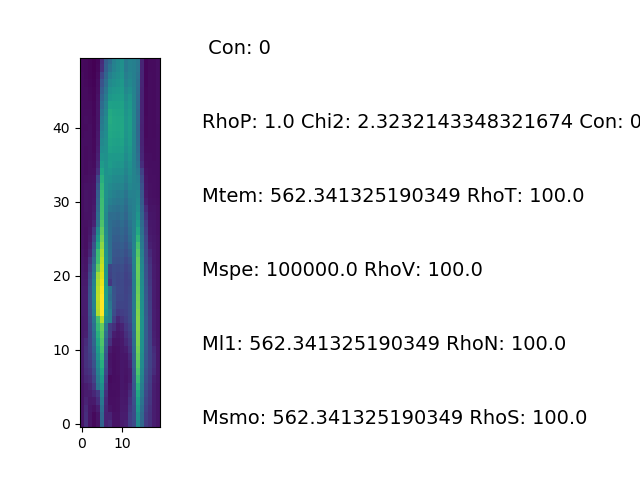 Con: 0
RhoP: 1.0 Chi2: 2.3232143348321674 Con: 0
Mtem: 562.341325190349 RhoT: 100.0
Mspe: 100000.0 RhoV: 100.0
Ml1: 562.341325190349 RhoN: 100.0
Msmo: 562.341325190349 RhoS: 100.0
40
30
20
10
0
0 10